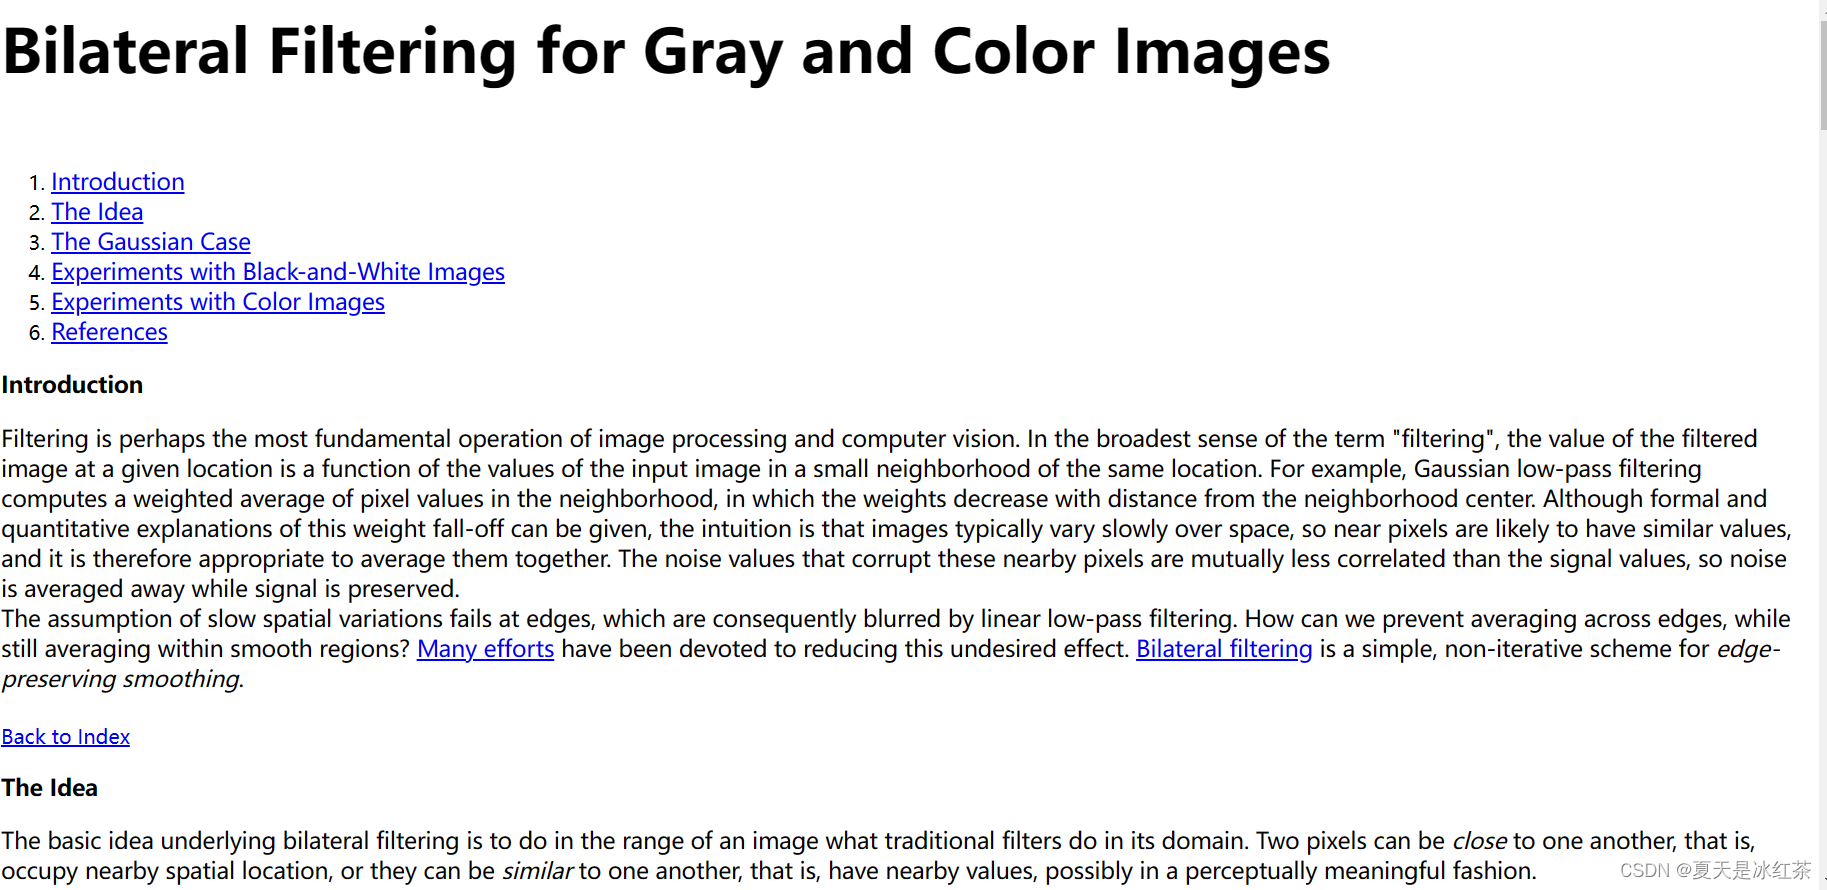 Bilateral Filtering for Gray and Color Images
1. Introduction
2. The Idea
3. The Gaussian Case
4. Experiments with Black-and-White Images
5. Experiments with Color Images
6. References
Introduction
Filtering is perhaps the most fundamental operation of image processing and computer vision. In the broadest sense of the term "filtering", the value of the filtered
image at a given location is a function of the values of the input image in a small neighborhood of the same location. For example, Gaussian low-pass filtering
computes a weighted average of pixel values in the neighborhood, in which the weights decrease with distance from the neighborhood center. Although formal and
quantitative explanations of this weight fall-off can be given, the intuition is that images typically vary slowly over space, so near pixels are likely to have similar values,
and it is therefore appropriate to average them together. The noise values that corrupt these nearby pixels are mutually less correlated than the signal values, so noise
is averaged away while signal is preserved.
The assumption of slow spatial variations fails at edges, which are consequently blurred by linear low-pass filtering. How can we prevent averaging across edges, while
still averaging within smooth regions? Many efforts have been devoted to reducing this undesired effect. Bilateral filtering is a simple, non-iterative scheme for edge-
preserving smoothing.
Back to Index
The Idea
The basic idea underlying bilateral filtering is to do in the range of an image what traditional filters do in its domain. Two pixels can be close to one another, that is,
occupy nearby spatial location, or they can be similar to one another, that is, have nearby values, possibly in a perceptually meaningful fashion.
CSDN @夏天是冰红茶